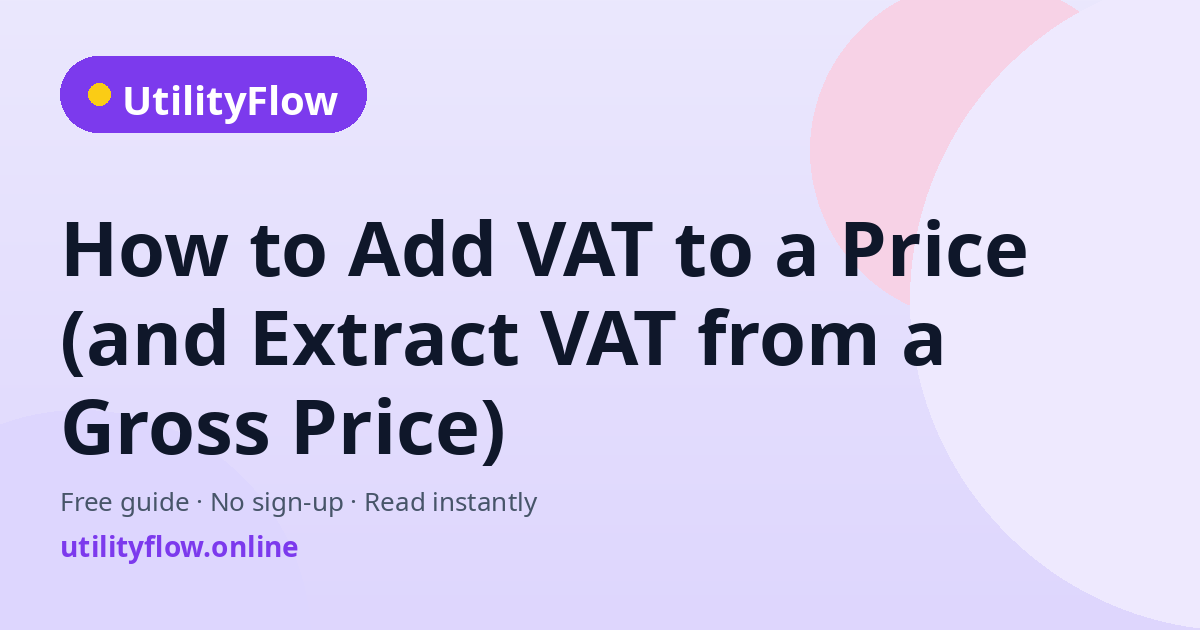 UtilityFlow
How to Add VAT to a Price
(and Extract VAT from a
Gross Price)
Free guide · No sign-up · Read instantly
utilityflow.online